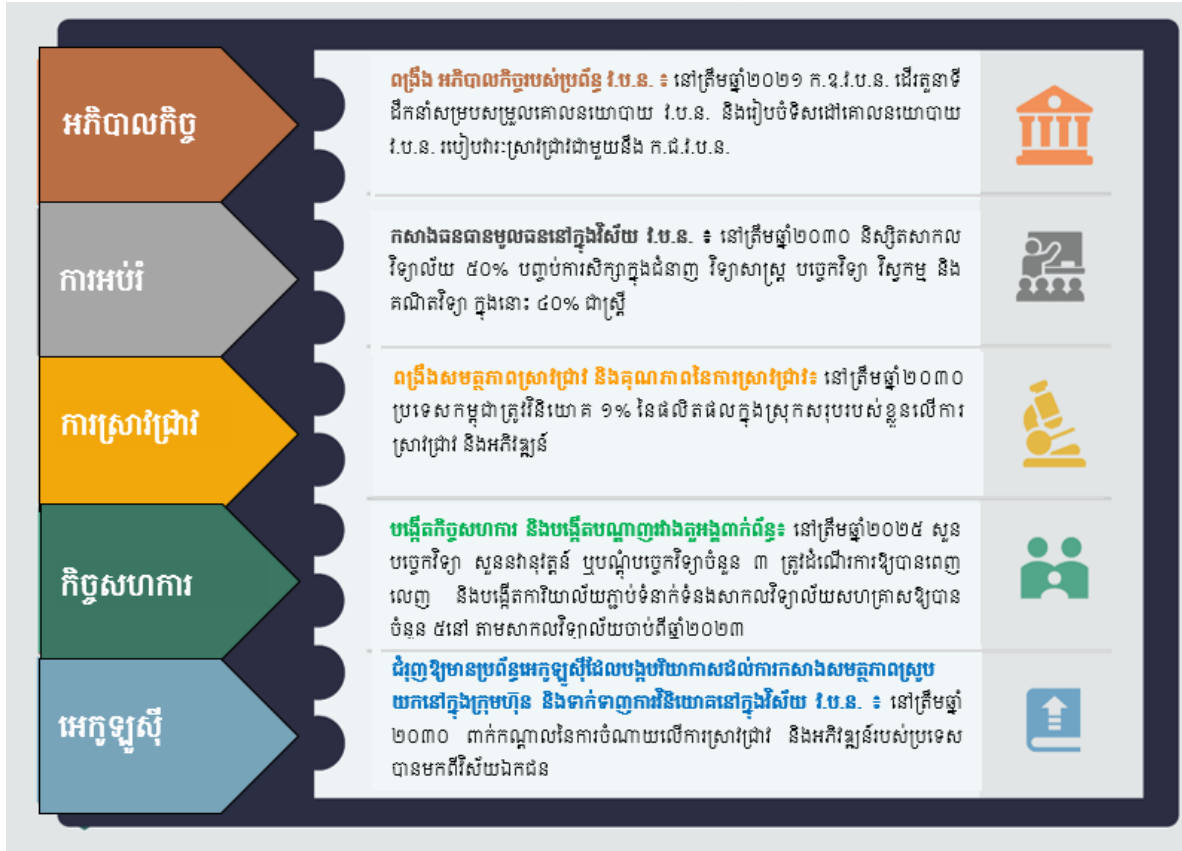 អភិបាលកិច្ច
ពង្រឹង អភិបាលកិច្ចរបស់ប្រព័ន្ធ វ.ប.ន. ៖ នៅត្រឹមឆ្នាំ២០២១ ក.ឧ.វ.ប.ន. ដើរតួនាទី
ដឹកនាំសម្របសម្រួលគោលនយោបាយ វ.ប.ន. និងរៀបចំទិសដៅគោលនយោបាយ
វ.ប.ន. របៀបវារៈស្រាវជ្រាវជាមួយនឹង ក.ជ.វ.ប.ន.
ការអប់រំ
កសាងធនធានមូលធននៅក្នុងវិស័យ វ.ប.ន. ៖ នៅត្រឹមឆ្នាំ២០៣០ និស្សិតសាកល
វិទ្យាល័យ ៥០% បញ្ចប់ការសិក្សាក្នុងជំនាញ វិទ្យាសាស្ត្រ បច្ចេកវិទ្យា វិស្វកម្ម និង
គណិតវិទ្យា ក្នុងនោះ ៤០% ជាស្ត្រី
ការស្រាវជ្រាវ
ពង្រឹងសមត្ថភាពស្រាវជ្រាវ និងគុណភាពនៃការស្រាវជ្រាវ៖ នៅត្រឹមឆ្នាំ២០៣០
ប្រទេសកម្ពុជាត្រូវវិនិយោគ ១% នៃផលិតផលក្នុងស្រុកសរុបរបស់ខ្លួនលើការ
ស្រាវជ្រាវ និងអភិវឌ្ឍន៍
កិច្ចសហការ
បង្កើតកិច្ចសហការ និងបង្កើតបណ្តាញរវាងតួអង្គពាក់ព័ន្ធ៖ នៅត្រឹមឆ្នាំ២០២៥ សួន
បច្ចេកវិទ្យា សួននវានុវត្តន៍ ឬបណ្តុំបច្ចេកវិទ្យាចំនួន ៣ ត្រូវដំណើរការឱ្យបានពេញ
លេញ និងបង្កើតការិយាល័យភ្ជាប់ទំនាក់ទំនងសាកលវិទ្យាល័យសហគ្រាសឱ្យបាន
ចំនួន ៥នៅ តាមសាកលវិទ្យាល័យចាប់ពីឆ្នាំ២០២៣
អេកូឡូស៊ី
ជំរុញឱ្យមានប្រព័ន្ធអេកូឡូស៊ីដែលបង្កបរិយាកាសដល់ការកសាងសមត្ថភាពស្រូប
យកនៅក្នុងក្រុមហ៊ុន និងទាក់ទាញការវិនិយោគនៅក្នុងវិស័យ វ.ប.ន. ៖ នៅត្រឹមឆ្នាំ
២០៣០ ពាក់កណ្តាលនៃការចំណាយលើការស្រាវជ្រាវ និងអភិវឌ្ឍន៍របស់ប្រទេស
បានមកពីវិស័យឯកជន